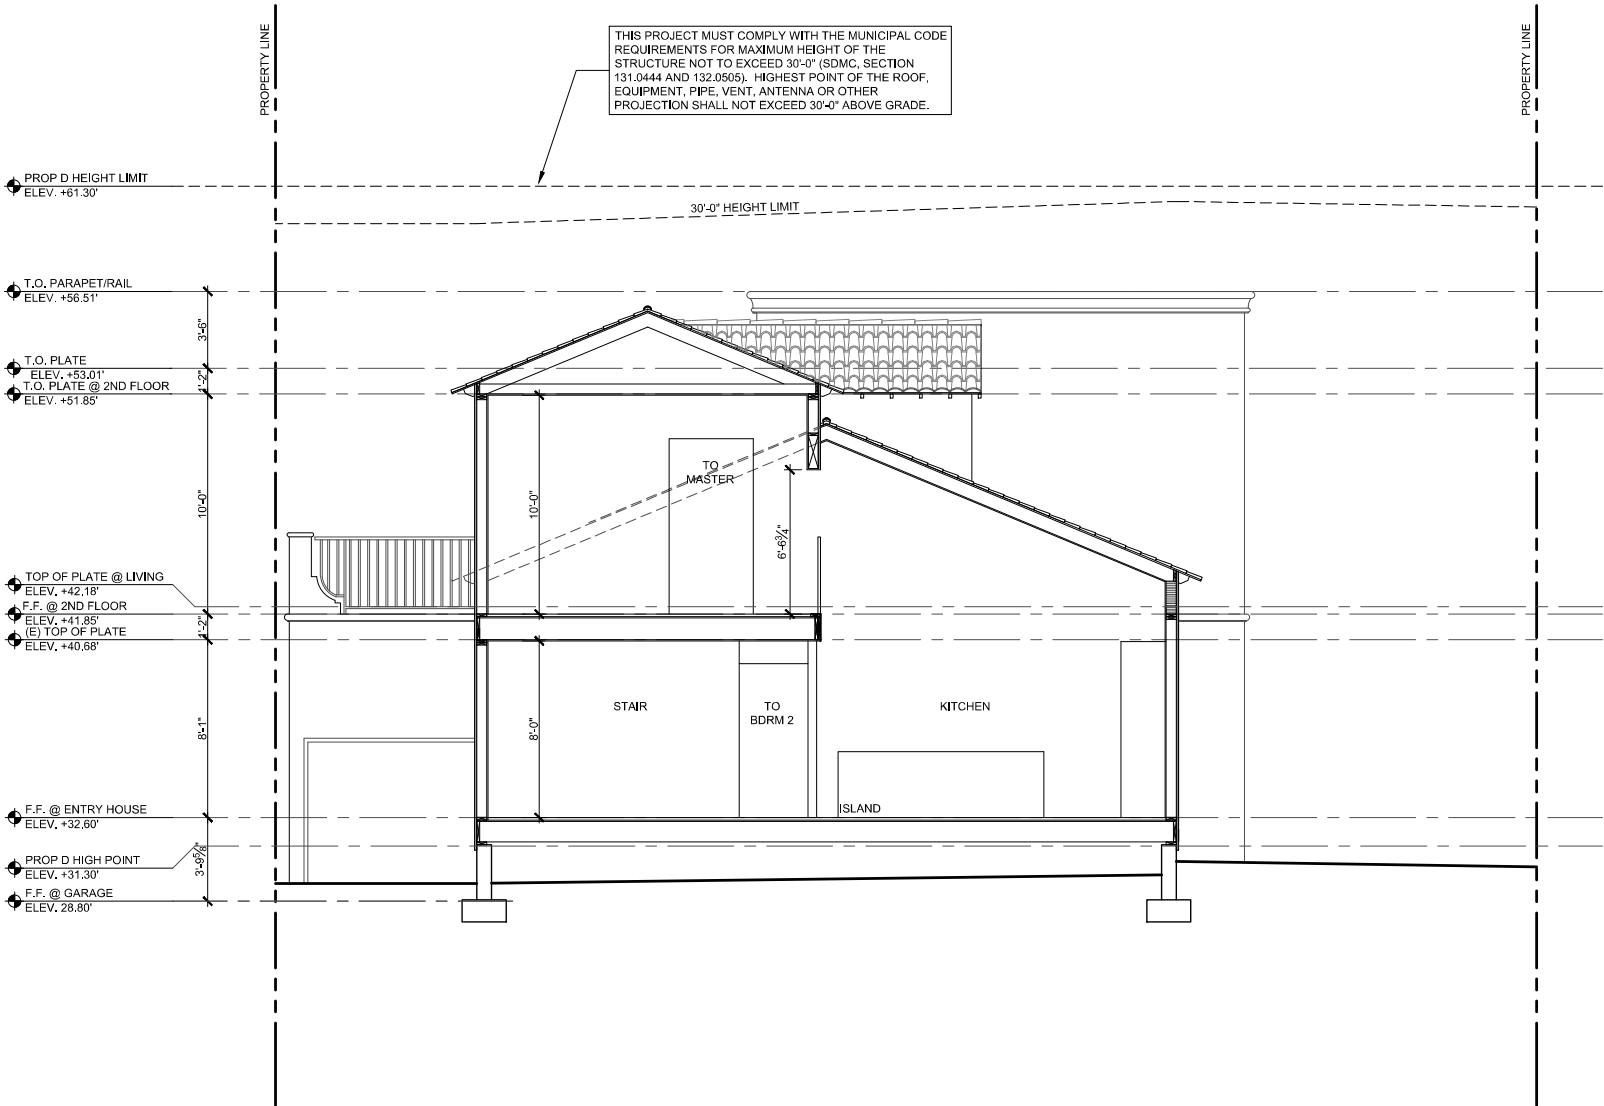 PROPERTY LINE
PROPERTY LINE
THIS PROJECT MUST COMPLY WITH THE MUNICIPAL CODE
REQUIREMENTS FOR MAXIMUM HEIGHT OF THE
STRUCTURE NOT TO EXCEED 30'-0" (SDMC, SECTION
131.0444 AND 132.0505). HIGHEST POINT OF THE ROOF,
EQUIPMENT, PIPE, VENT, ANTENNA OR OTHER
PROJECTION SHALL NOT EXCEED 30'-0" ABOVE GRADE.
PROP D HEIGHT LIMIT
ELEV. +61.30'
30'-0" HEIGHT LIMIT
T.O. PARAPET/RAIL
ELEV. +56.51'
3'-6"
T.O. PLATE
ELEV. +53.01'
1'-2"
T.O. PLATE @ 2ND FLOOR
ELEV. +51.85'
10'-0"
10'-0"
TO
MASTER
6'-6¾"
TOP OF PLATE @ LIVING
ELEV. +42.18'
F.F. @ 2ND FLOOR
ELEV. +41.85'
1'-2"
(E) TOP OF PLATE
ELEV. +40.68'
8'-1"
8'-0"
STAIR
TO
BDRM 2
KITCHEN
ISLAND
F.F. @ ENTRY HOUSE
ELEV. +32.60'
3'-9⅝"
PROP D HIGH POINT
ELEV. +31.30'
F.F. @ GARAGE
ELEV. 28.80'